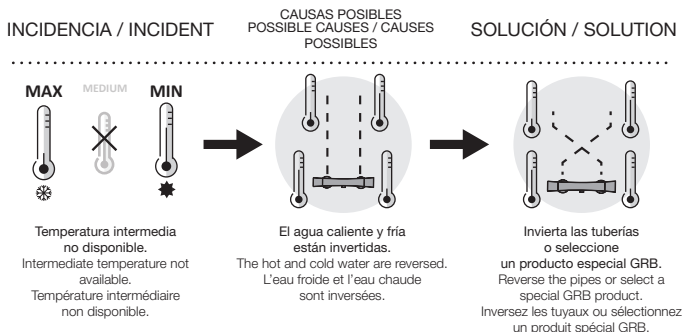 INCIDENCIA / INCIDENT
CAUSAS POSIBLES
POSSIBLE CAUSES / CAUSES
POSSIBLES
SOLUCIÓN / SOLUTION
MAX
MEDIUM
MIN
Temperatura intermedia
no disponible.
Intermediate temperature not
available.
Température intermédiaire
non disponible.
El agua caliente y fría
están invertidas.
The hot and cold water are reversed.
L'eau froide et l'eau chaude
sont inversées.
Invierta las tuberías
o seleccione
un producto especial GRB.
Reverse the pipes or select a
special GRB product.
Inversez les tuyaux ou sélectionnez
un produit spécial GRB.